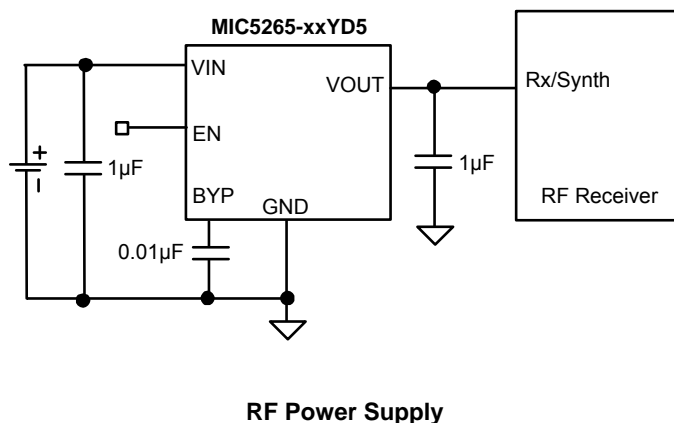 MIC5265-xxYD5
VIN
VOUT
Rx/Synth
EN
+
1µF
1µF
BYP
GND
RF Receiver
0.01µF
RF Power Supply